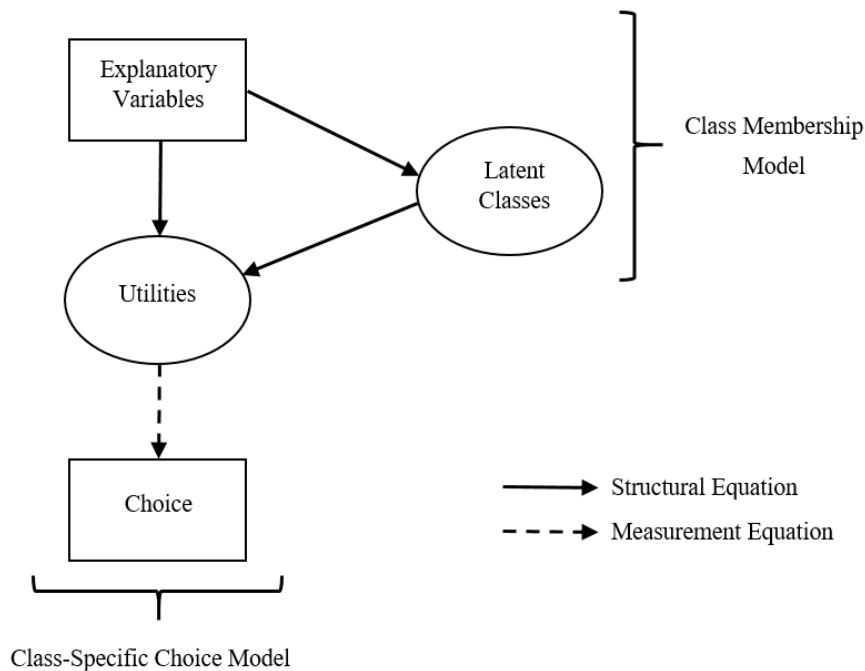 Explanatory
Variables
Class Membership
Model
Latent
Classes
Utilities
Choice
Structural Equation
Measurement Equation
Class-Specific Choice Model